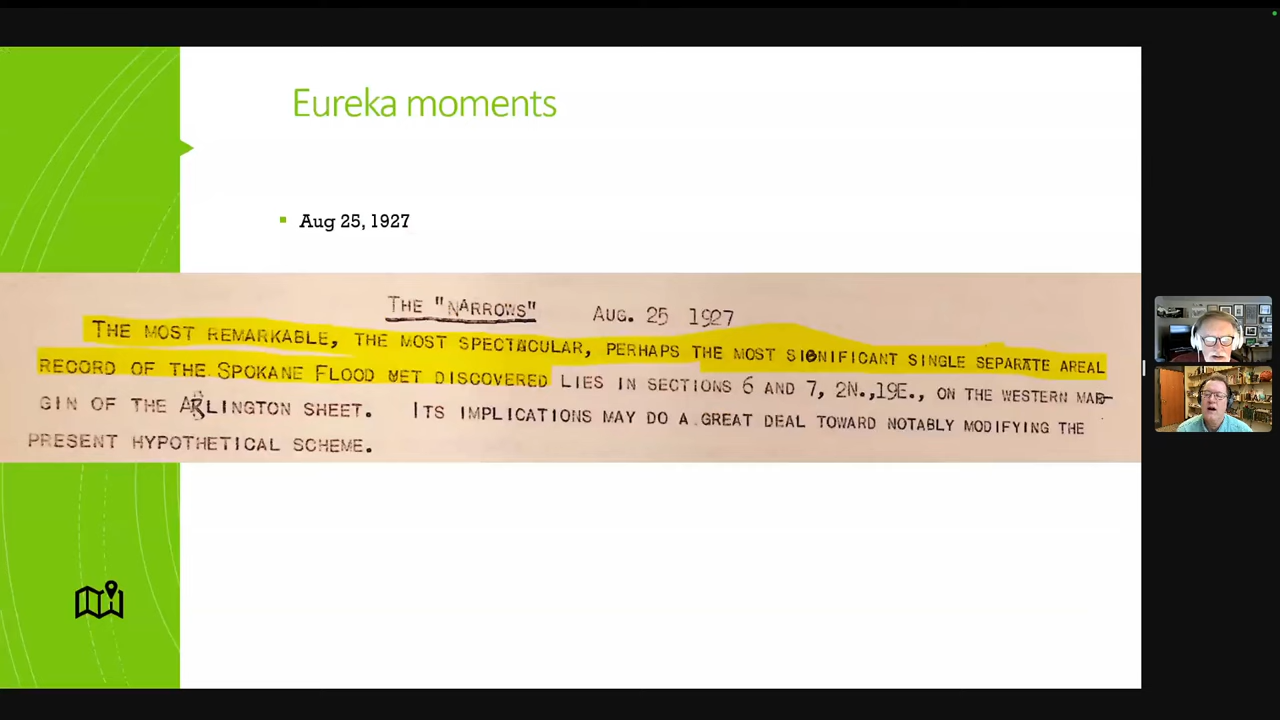 Eureka moments
Aug 25, 1927
THE "NARROWS" AUG. 25 1927
THE MOST REMARKABLE, THE MOST SPECTACULAR, PERHAPS THE MOST SIGNIFICANT SINGLE SEPARATE AREAL
RECORD OF THE SPOKANE FLOOD YET DISCOVERED LIES IN SECTIONS 6 AND 7, 2N.,19E., ON THE WESTERN MAR-
GIN OF THE ARLINGTON SHEET. ITS IMPLICATIONS MAY DO A GREAT DEAL TOWARD NOTABLY MODIFYING THE
PRESENT HYPOTHETICAL SCHEME.